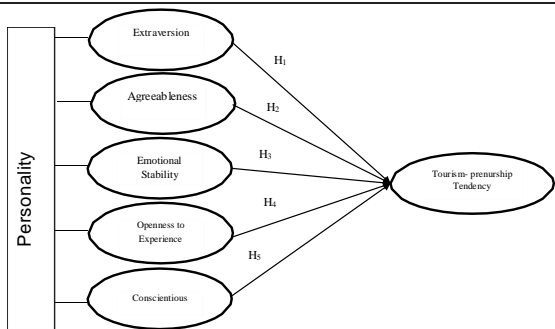 Personality
Extraversion
Agreeableness
Emotional
Stability
Openness to
Experience
Conscientious
H1
H2
H3
H4
H5
Tourism- prenurship
Tendency